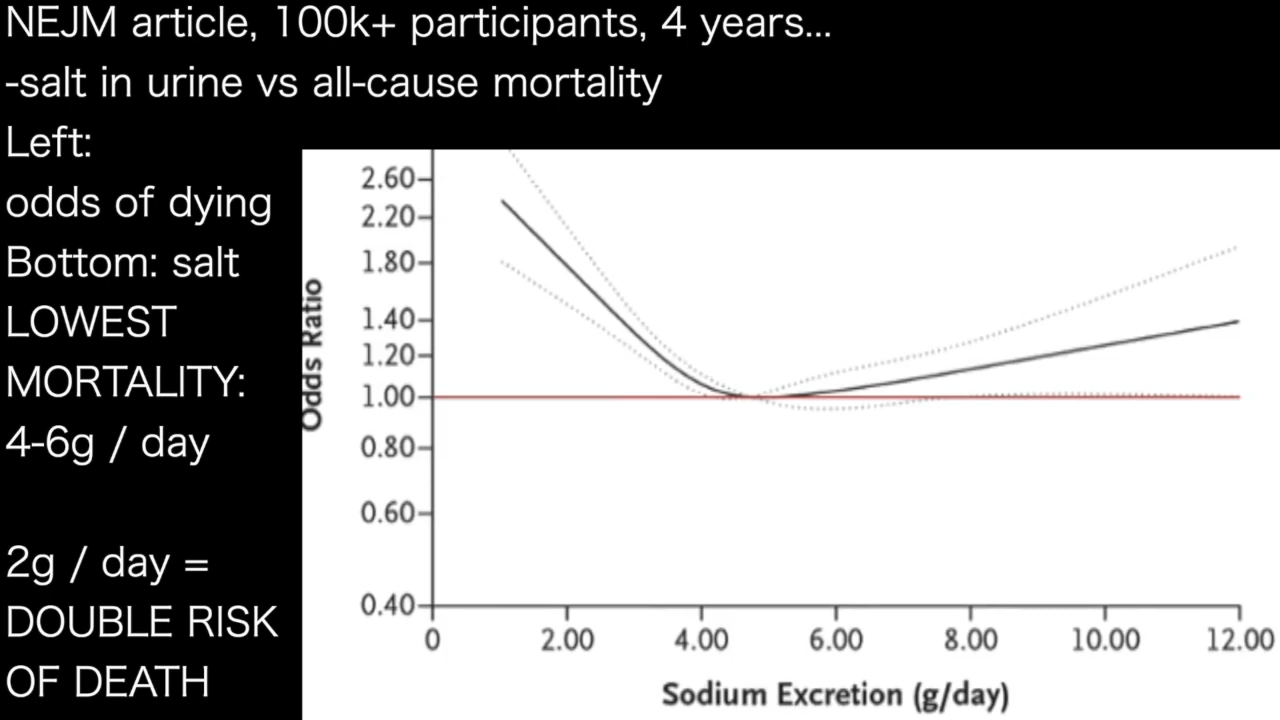 NEJM article, 100k+ participants, 4 years...
-salt in urine vs all-cause mortality
Left:
odds of dying
Bottom: salt
LOWEST
MORTALITY:
4-6g / day
2g / day =
DOUBLE RISK
OF DEATH
Odds Ratio
2.60
2.20
1.80
1.40
1.20
1.00
0.80
0.60
0.40
0 2.00 4.00 6.00 8.00 10.00 12.00
Sodium Excretion (g/day)